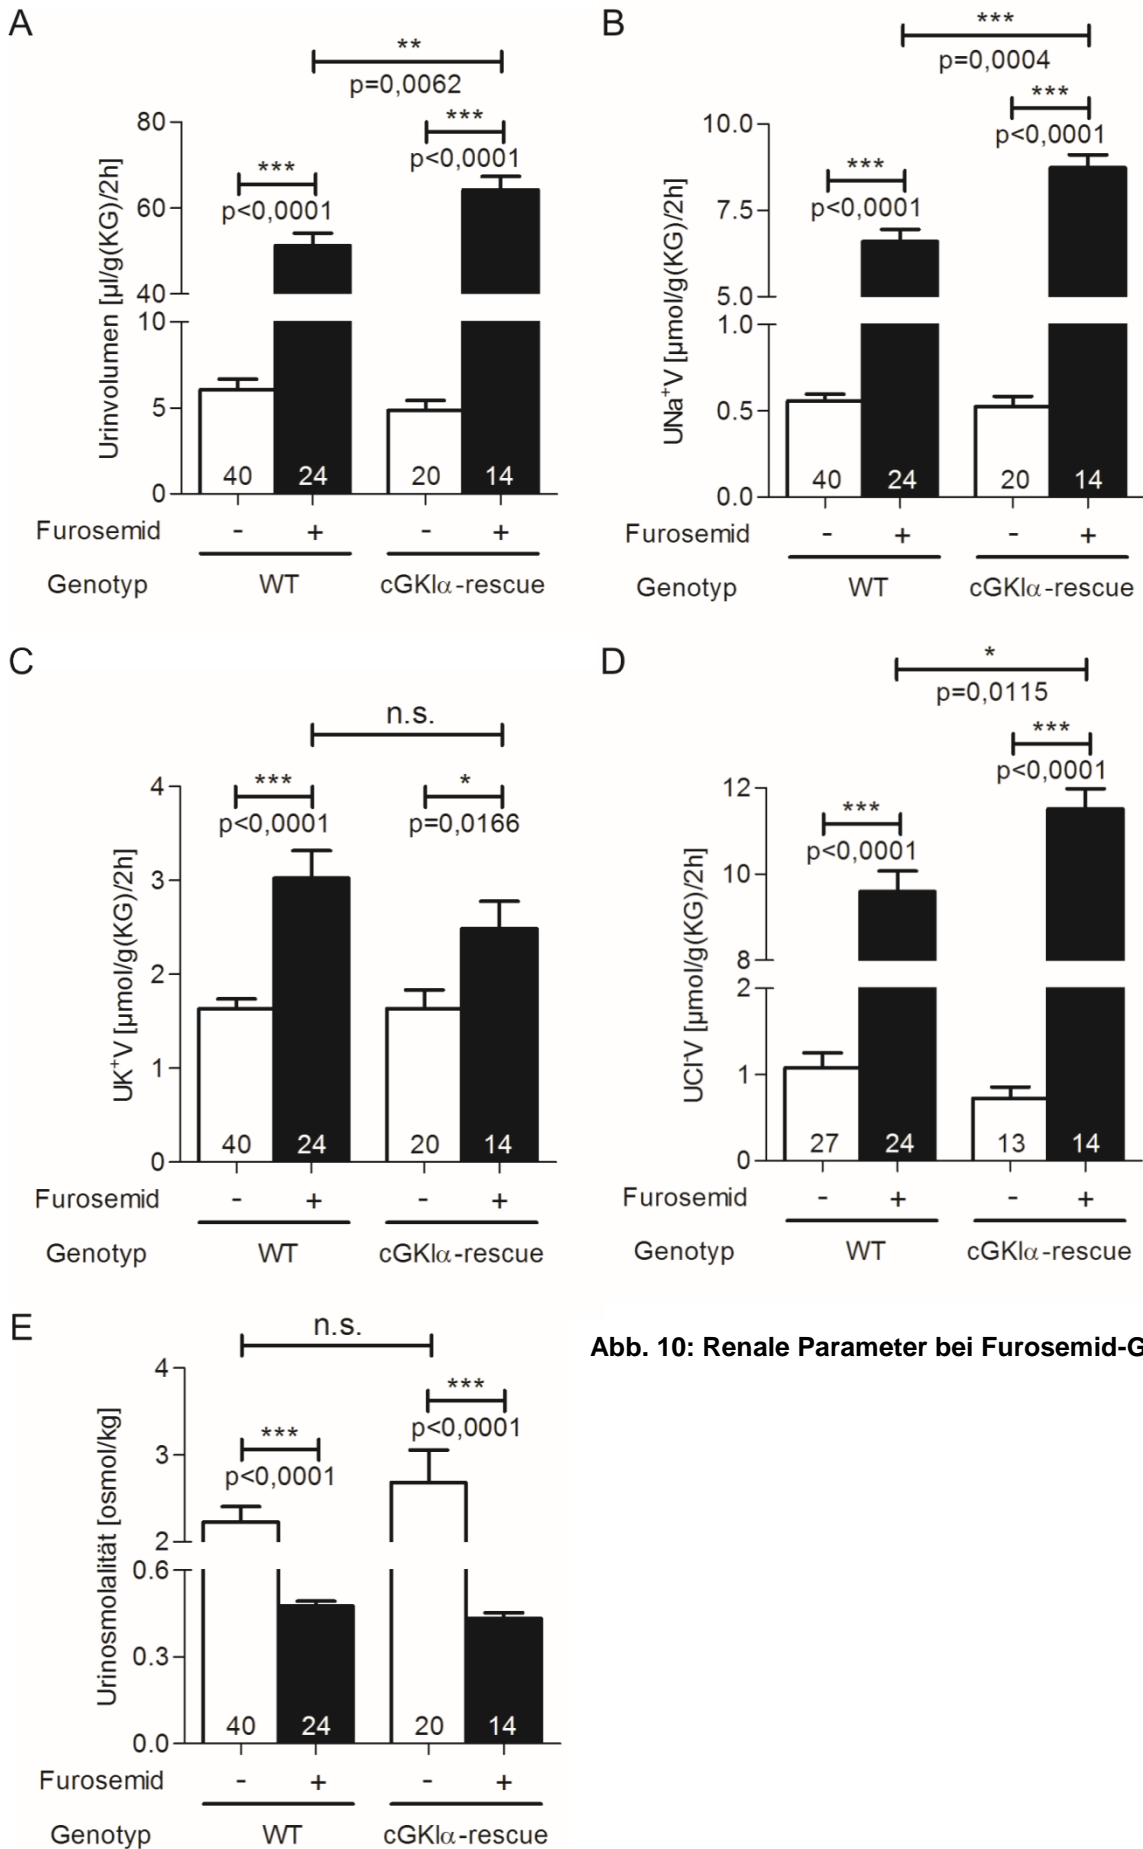 A
**
p=0,0062
***
p<0,0001
***
p<0,0001
Urinvolumen [µl/g(KG)/2h]
80
60
40
10
5
0
40
24
20
14
Furosemid
-
+
-
+
Genotyp
WT
cGKIα-rescue
B
***
p=0,0004
***
p<0,0001
***
p<0,0001
UNa⁺V [µmol/g(KG)/2h]
10.0
7.5
5.0
1.0
0.5
0.0
40
24
20
14
Furosemid
-
+
-
+
Genotyp
WT
cGKIα-rescue
C
n.s.
***
p<0,0001
*
p=0,0166
UK⁺V [µmol/g(KG)/2h]
4
3
2
1
0
40
24
20
14
Furosemid
-
+
-
+
Genotyp
WT
cGKIα-rescue
D
*
p=0,0115
***
p<0,0001
***
p<0,0001
UCl⁻V [µmol/g(KG)/2h]
12
10
8
2
1
0
27
24
13
14
Furosemid
-
+
-
+
Genotyp
WT
cGKIα-rescue
E
n.s.
***
p<0,0001
***
p<0,0001
Urinosmolalität [osmol/kg]
4
3
2
0.6
0.3
0.0
40
24
20
14
Furosemid
-
+
-
+
Genotyp
WT
cGKIα-rescue
Abb. 10: Renale Parameter bei Furosemid-G